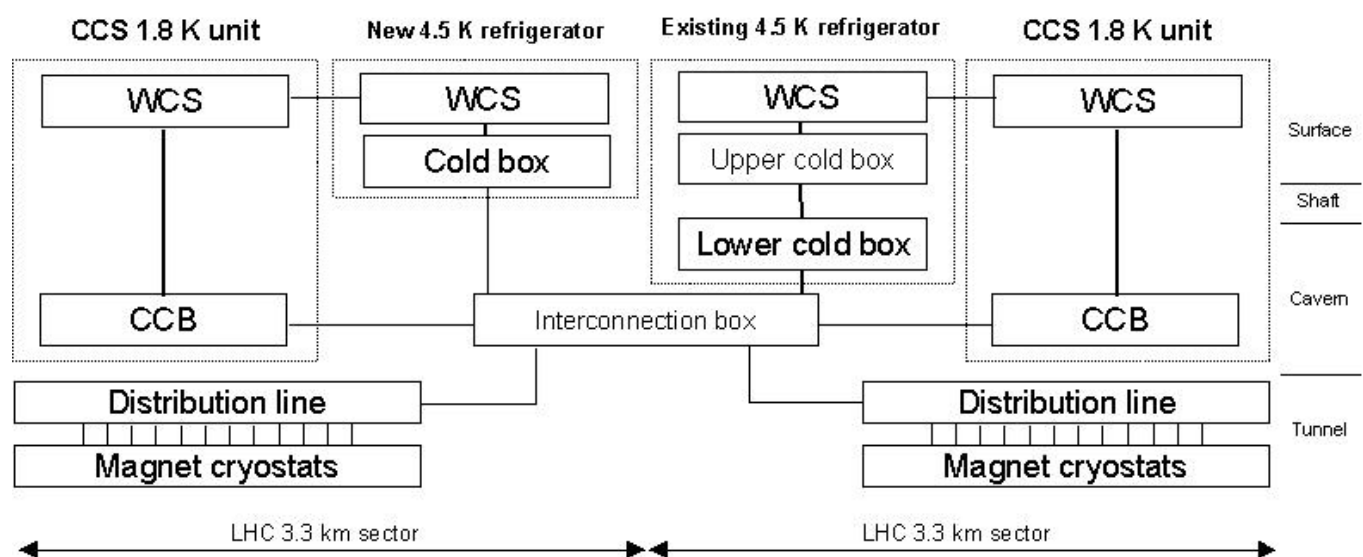 CCS 1.8 K unit
New 4.5 K refrigerator
Existing 4.5 K refrigerator
CCS 1.8 K unit
WCS
WCS
WCS
WCS
Surface
Cold box
Upper cold box
Shaft
Lower cold box
Cavern
CCB
Interconnection box
CCB
Distribution line
Distribution line
Tunnel
Magnet cryostats
Magnet cryostats
LHC 3.3 km sector
LHC 3.3 km sector